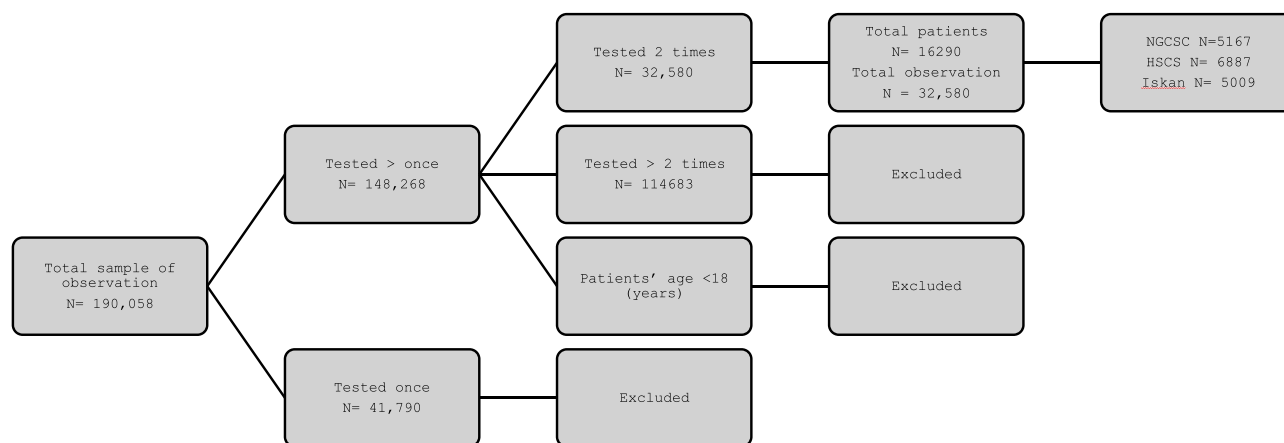 Total sample of
observation
N= 190,058
Tested > once
N= 148,268
Tested once
N= 41,790
Tested 2 times
N= 32,580
Tested > 2 times
N= 114683
Patients’ age <18
(years)
Excluded
Total patients
N= 16290
Total observation
N = 32,580
Excluded
Excluded
NGCSC N=5167
HSCS N= 6887
Iskan N= 5009